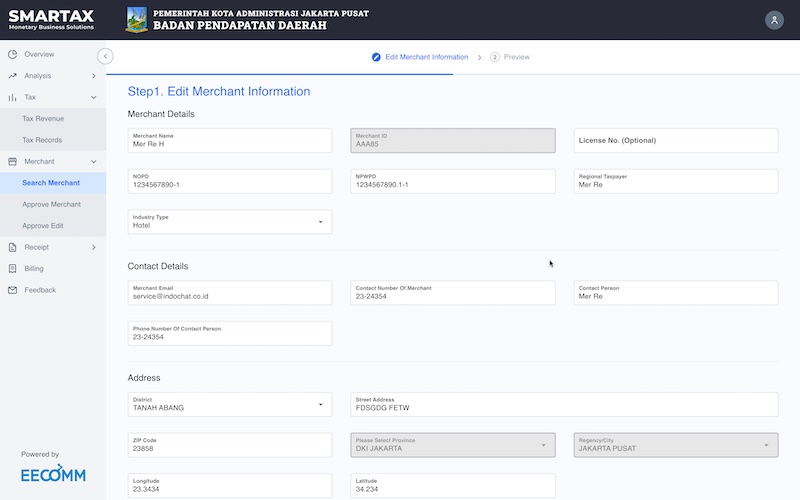 SMARTAX
Monetary Business Solutions
PEMERINTAH KOTA ADMINISTRASI JAKARTA PUSAT
BADAN PENDAPATAN DAERAH
Overview
Analysis
Tax
Tax Revenue
Tax Records
Merchant
Search Merchant
Approve Merchant
Approve Edit
Receipt
Billing
Feedback
Powered by
EECOMM
Edit Merchant Information
2 Preview
Step1. Edit Merchant Information
Merchant Details
Merchant Name
Mer Re H
Merchant ID
AAA85
License No. (Optional)
NOPD
1234567890-1
NPWPD
1234567890.1-1
Regional Taxpayer
Mer Re
Industry Type
Hotel
Contact Details
Merchant Email
service@indochat.co.id
Contact Number Of Merchant
23-24354
Contact Person
Mer Re
Phone Number Of Contact Person
23-24354
Address
District
TANAH ABANG
Street Address
FDSGDG FETW
ZIP Code
23858
Please Select Province
DKI JAKARTA
Regency/City
JAKARTA PUSAT
Longitude
23.3434
Latitude
34.234